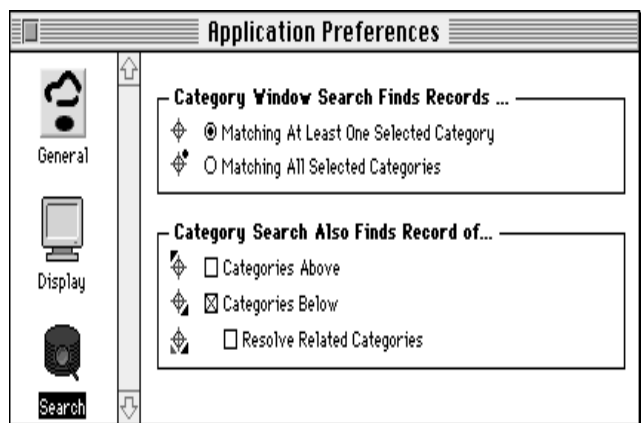 Application Preferences
General
Display
Search
Category Window Search Finds Records ...
Matching At Least One Selected Category
Matching All Selected Categories
Category Search Also Finds Record of...
Categories Above
Categories Below
Resolve Related Categories